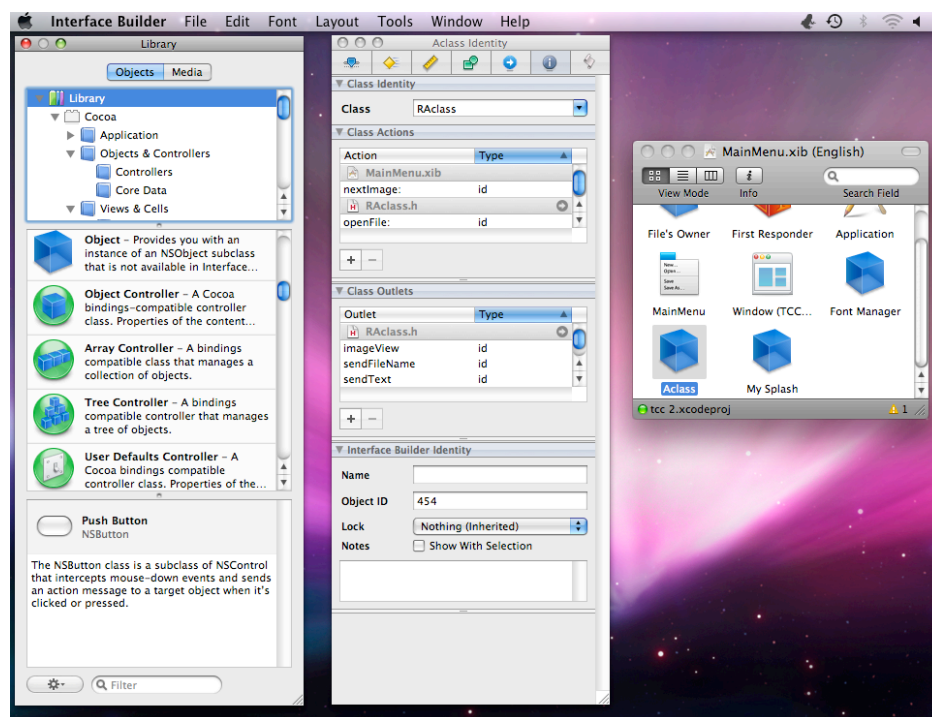 Interface Builder File Edit Font Layout Tools Window Help
Library
Objects Media
Library
Cocoa
Application
Objects & Controllers
Controllers
Core Data
Views & Cells
Object – Provides you with an
instance of an NSObject subclass
that is not available in Interface...
Object Controller – A Cocoa
bindings-compatible controller
class. Properties of the content...
Array Controller – A bindings
compatible class that manages a
collection of objects.
Tree Controller – A bindings
compatible controller that manages
a tree of objects.
User Defaults Controller – A
Cocoa bindings compatible
controller class. Properties of the...
Push Button
NSButton
The NSButton class is a subclass of NSControl
that intercepts mouse-down events and sends
an action message to a target object when it's
clicked or pressed.
Filter
Aclass Identity
Class Identity
Class RAclass
Class Actions
Action Type
MainMenu.xib
nextImage: id
RAclass.h
openFile: id
Class Outlets
Outlet Type
RAclass.h
imageView id
sendFileName id
sendText id
Interface Builder Identity
Name
Object ID 454
Lock Nothing (Inherited)
Notes Show With Selection
MainMenu.xib (English)
View Mode Info Search Field
File's Owner First Responder Application
New...
Open...
Save
Save As...
MainMenu Window (TCC... Font Manager
Aclass My Splash
tcc 2.xcodeproj 1